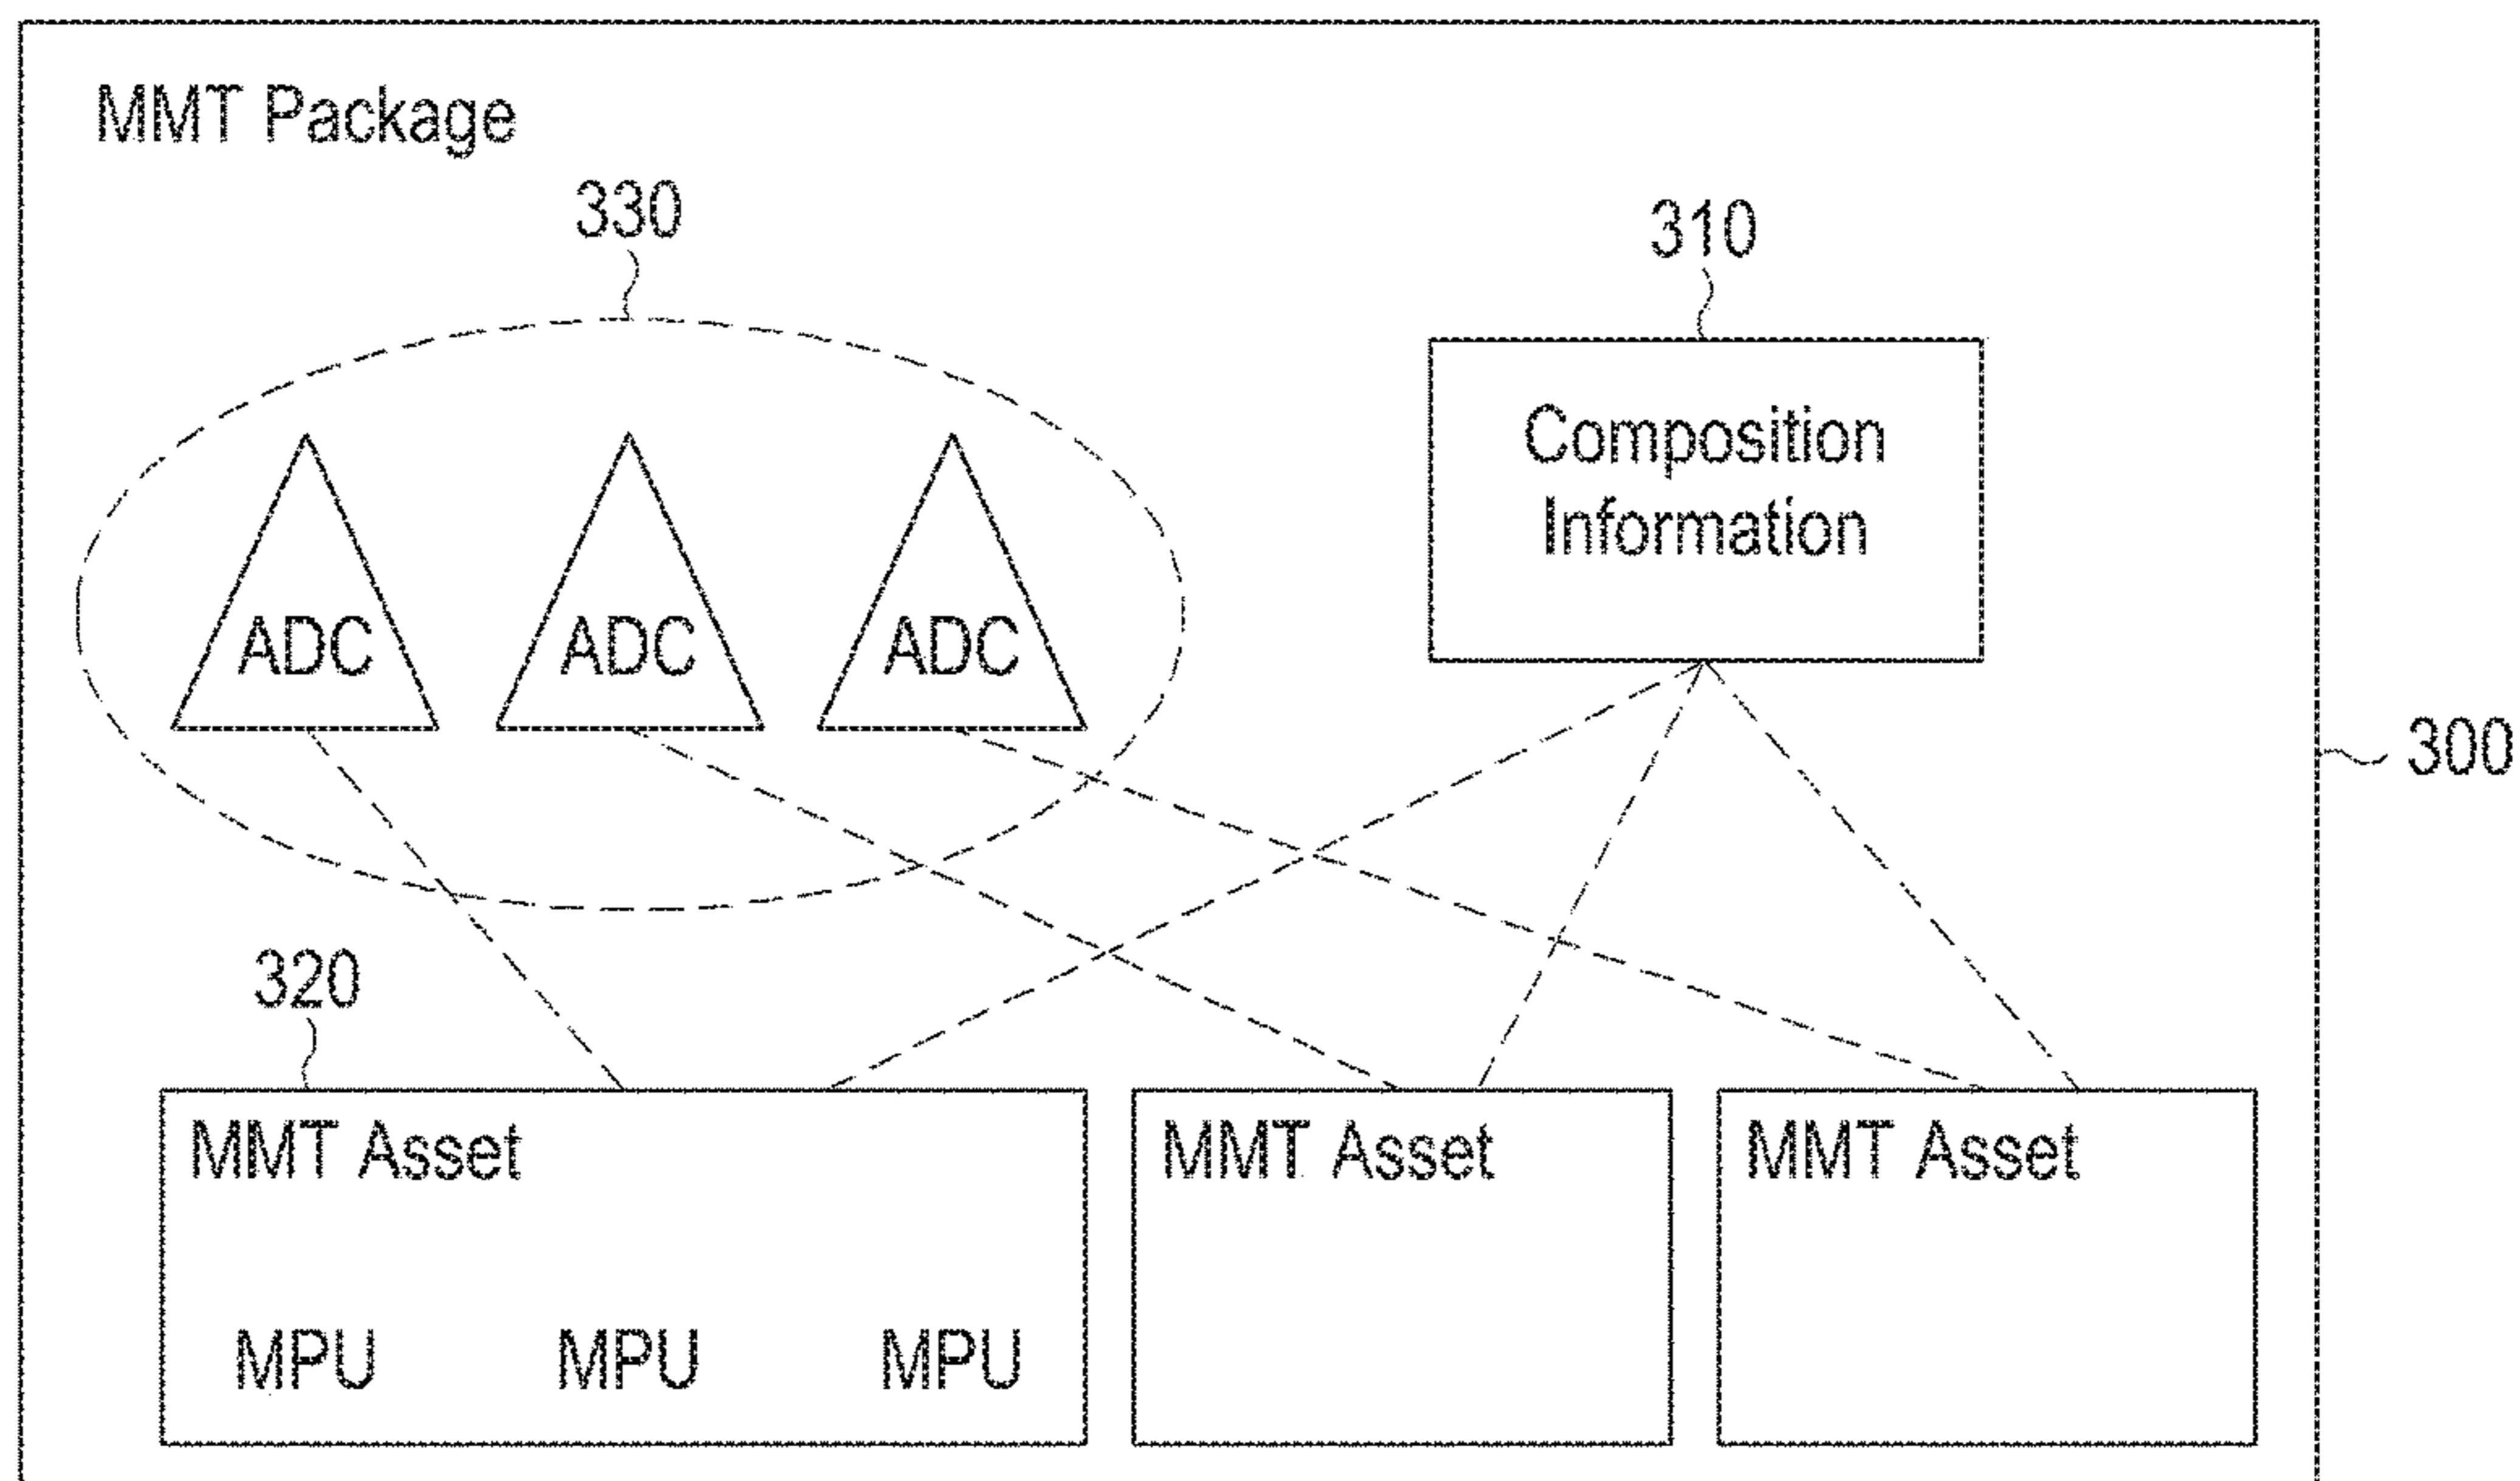 MMT Package
330
310
Composition
Information
ADC
ADC
ADC
300
320
MMT Asset
MMT Asset
MMT Asset
MPU
MPU
MPU